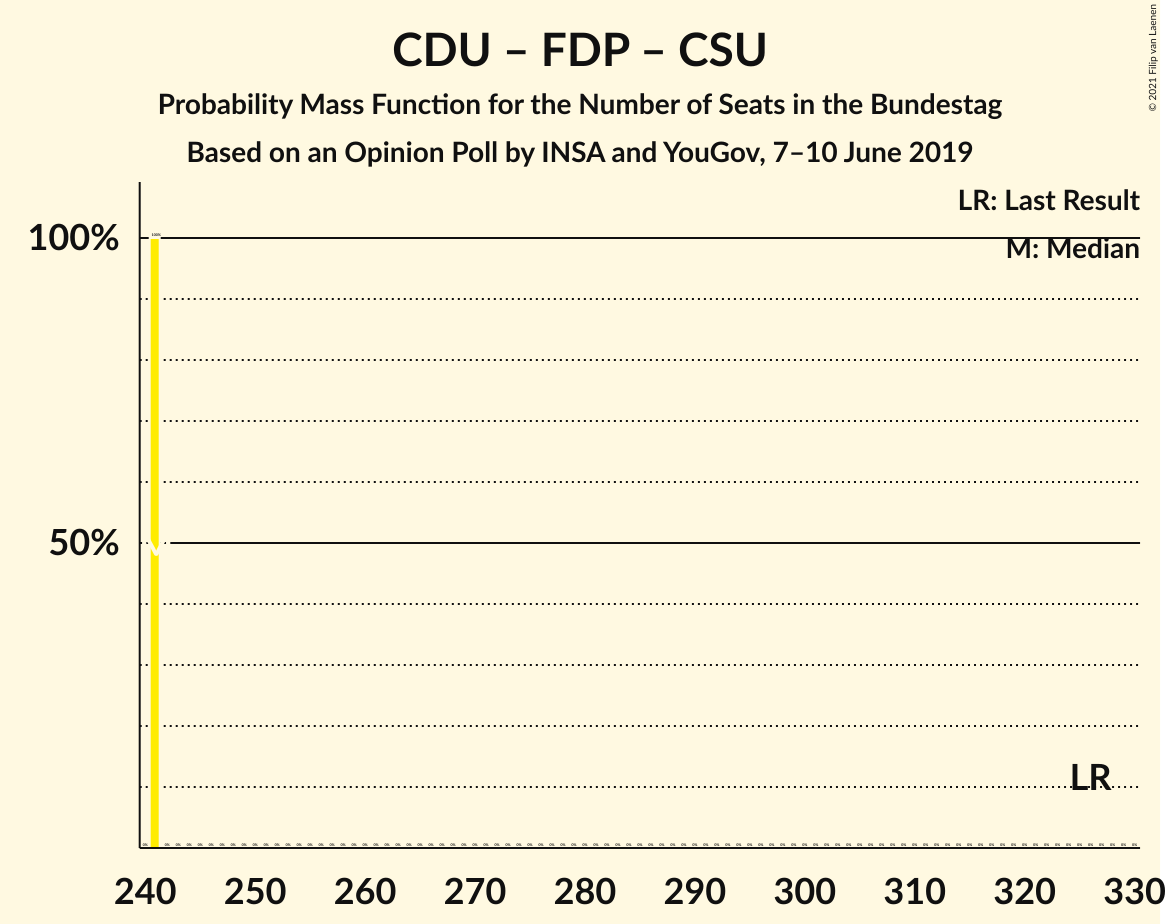 CDU – FDP – CSU
Probability Mass Function for the Number of Seats in the Bundestag
Based on an Opinion Poll by INSA and YouGov, 7–10 June 2019
© 2021 Filip van Laenen
LR: Last Result
M: Median
100%
100%
50%
M
LR
240 250 260 270 280 290 300 310 320 330